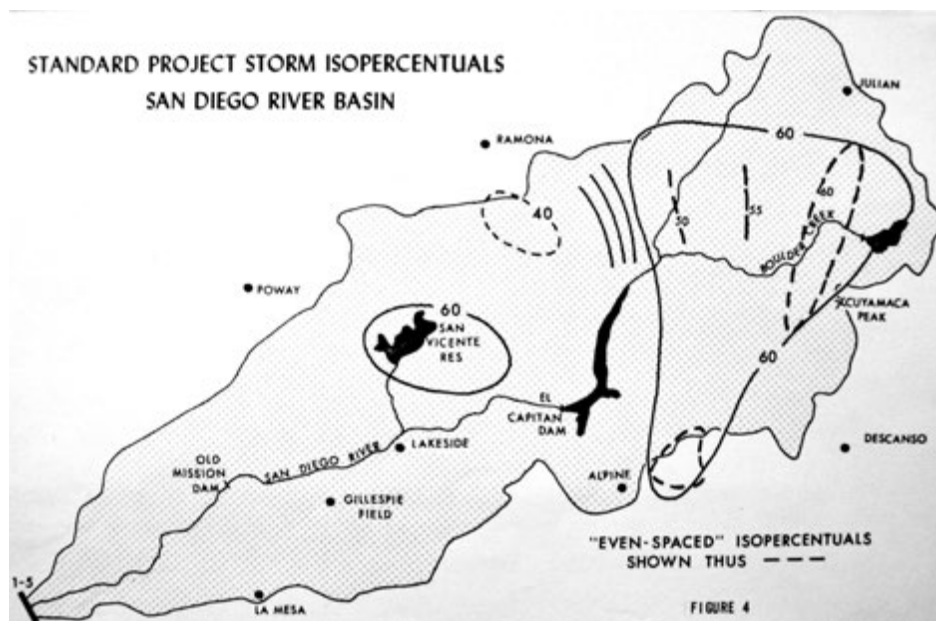 STANDARD PROJECT STORM ISOPERCENTUALS
SAN DIEGO RIVER BASIN
JULIAN
RAMONA
60
40
50
55
60
BOULDER CREEK
POWAY
60
SAN
VICENTE
RES
CUYAMACA
PEAK
60
EL
CAPITAN
DAM
OLD
MISSION
DAM
SAN DIEGO RIVER
LAKESIDE
DESCANSO
ALPINE
GILLESPIE
FIELD
"EVEN-SPACED" ISOPERCENTUALS
SHOWN THUS
1-5
LA MESA
FIGURE 4